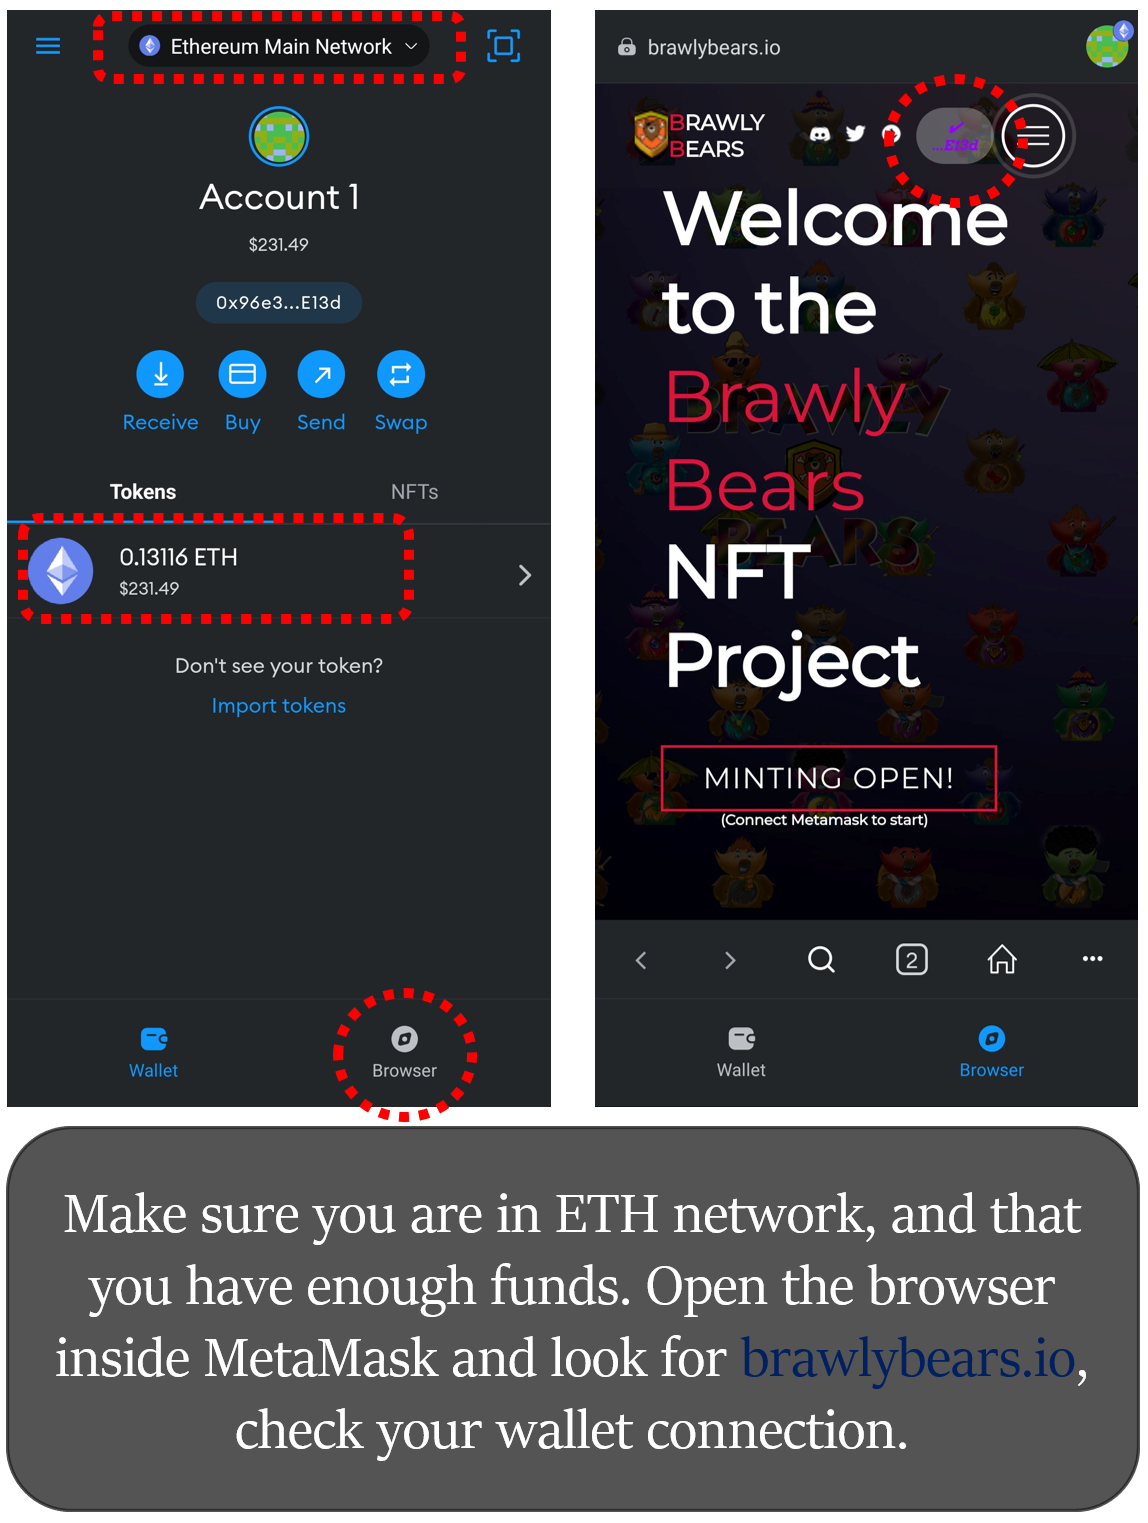 Ethereum Main Network
Account 1
$231.49
0x96e3...E13d
Receive Buy Send Swap
Tokens NFTs
0.13116 ETH
$231.49
Don't see your token?
Import tokens
Wallet Browser
brawlybears.io
BRAWLY
BEARS
...E13d
Welcome
to the
Brawly
Bears
NFT
Project
BRAWLY
BEARS
MINTING OPEN!
(Connect Metamask to start)
2
Wallet Browser
Make sure you are in ETH network, and that
you have enough funds. Open the browser
inside MetaMask and look for brawlybears.io,
check your wallet connection.